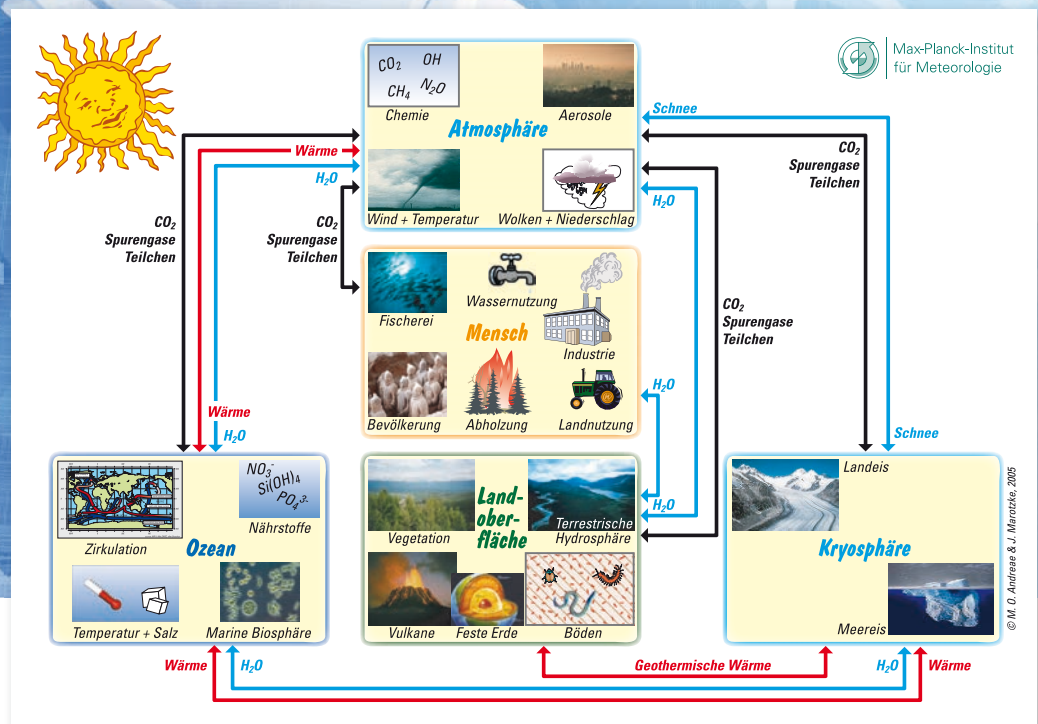 Max-Planck-Institut
für Meteorologie
CO₂
OH
CH₄
N₂O
Chemie
Aerosole
Atmosphäre
Wind + Temperatur
Wolken + Niederschlag
Schnee
Wärme
H₂O
H₂O
CO₂
Spurengase
Teilchen
CO₂
Spurengase
Teilchen
CO₂
Spurengase
Teilchen
CO₂
Spurengase
Teilchen
Fischerei
Wassernutzung
Mensch
Industrie
Bevölkerung
Abholzung
Landnutzung
H₂O
Wärme
H₂O
Schnee
NO₃⁻
Si(OH)₄
PO₄³⁻
Nährstoffe
Zirkulation
Ozean
Temperatur + Salz
Marine Biosphäre
Vegetation
Land-
ober-
fläche
Terrestrische
Hydrosphäre
H₂O
Vulkane
Feste Erde
Böden
Landeis
Kryosphäre
Meereis
Wärme
H₂O
Geothermische Wärme
H₂O
Wärme
© M. O. Andreae & J. Marotzke, 2005